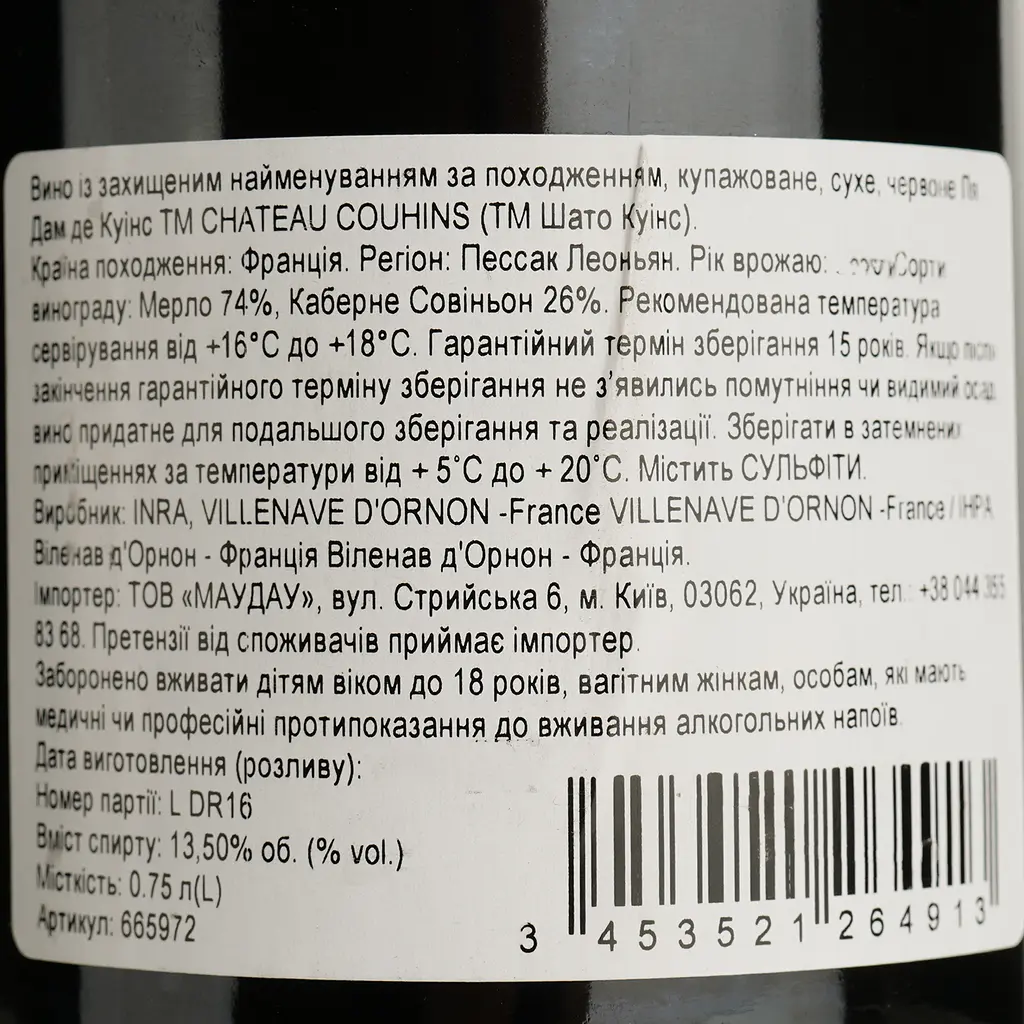 Вино із захищеним найменуванням за походженням, купажоване, сухе, червоне Ля
Дам де Куінс ТМ CHATEAU COUHINS (ТМ Шато Куінс).
Країна походження: Франція. Регіон: Пессак Леоньян. Рік врожаю: Сорти
винограду: Мерло 74%, Каберне Совіньон 26%. Рекомендована температура
сервірування від +16°C до +18°C. Гарантійний термін зберігання 15 років. Якщо після
закінчення гарантійного терміну зберігання не з'явились помутніння чи видимий осад,
вино придатне для подальшого зберігання та реалізації. Зберігати в затемнених
приміщеннях за температури від + 5°C до + 20°C. Містить СУЛЬФІТИ.
Виробник: INRA, VILLENAVE D'ORNON -France VILLENAVE D'ORNON -France / ІНРА
Віленав д'Орнон - Франція Віленав д'Орнон - Франція.
Імпортер: ТОВ «МАУДАУ», вул. Стрийська 6, м. Київ, 03062, Україна, тел.: +38 044 355
83 68. Претензії від споживачів приймає імпортер.
Заборонено вживати дітям віком до 18 років, вагітним жінкам, особам, які мають
медичні чи професійні протипоказання до вживання алкогольних напоїв.
Дата виготовлення (розливу):
Номер партії: L DR16
Вміст спирту: 13,50% об. (% vol.)
Місткість: 0.75 л(L)
Артикул: 665972
3 453521 264913